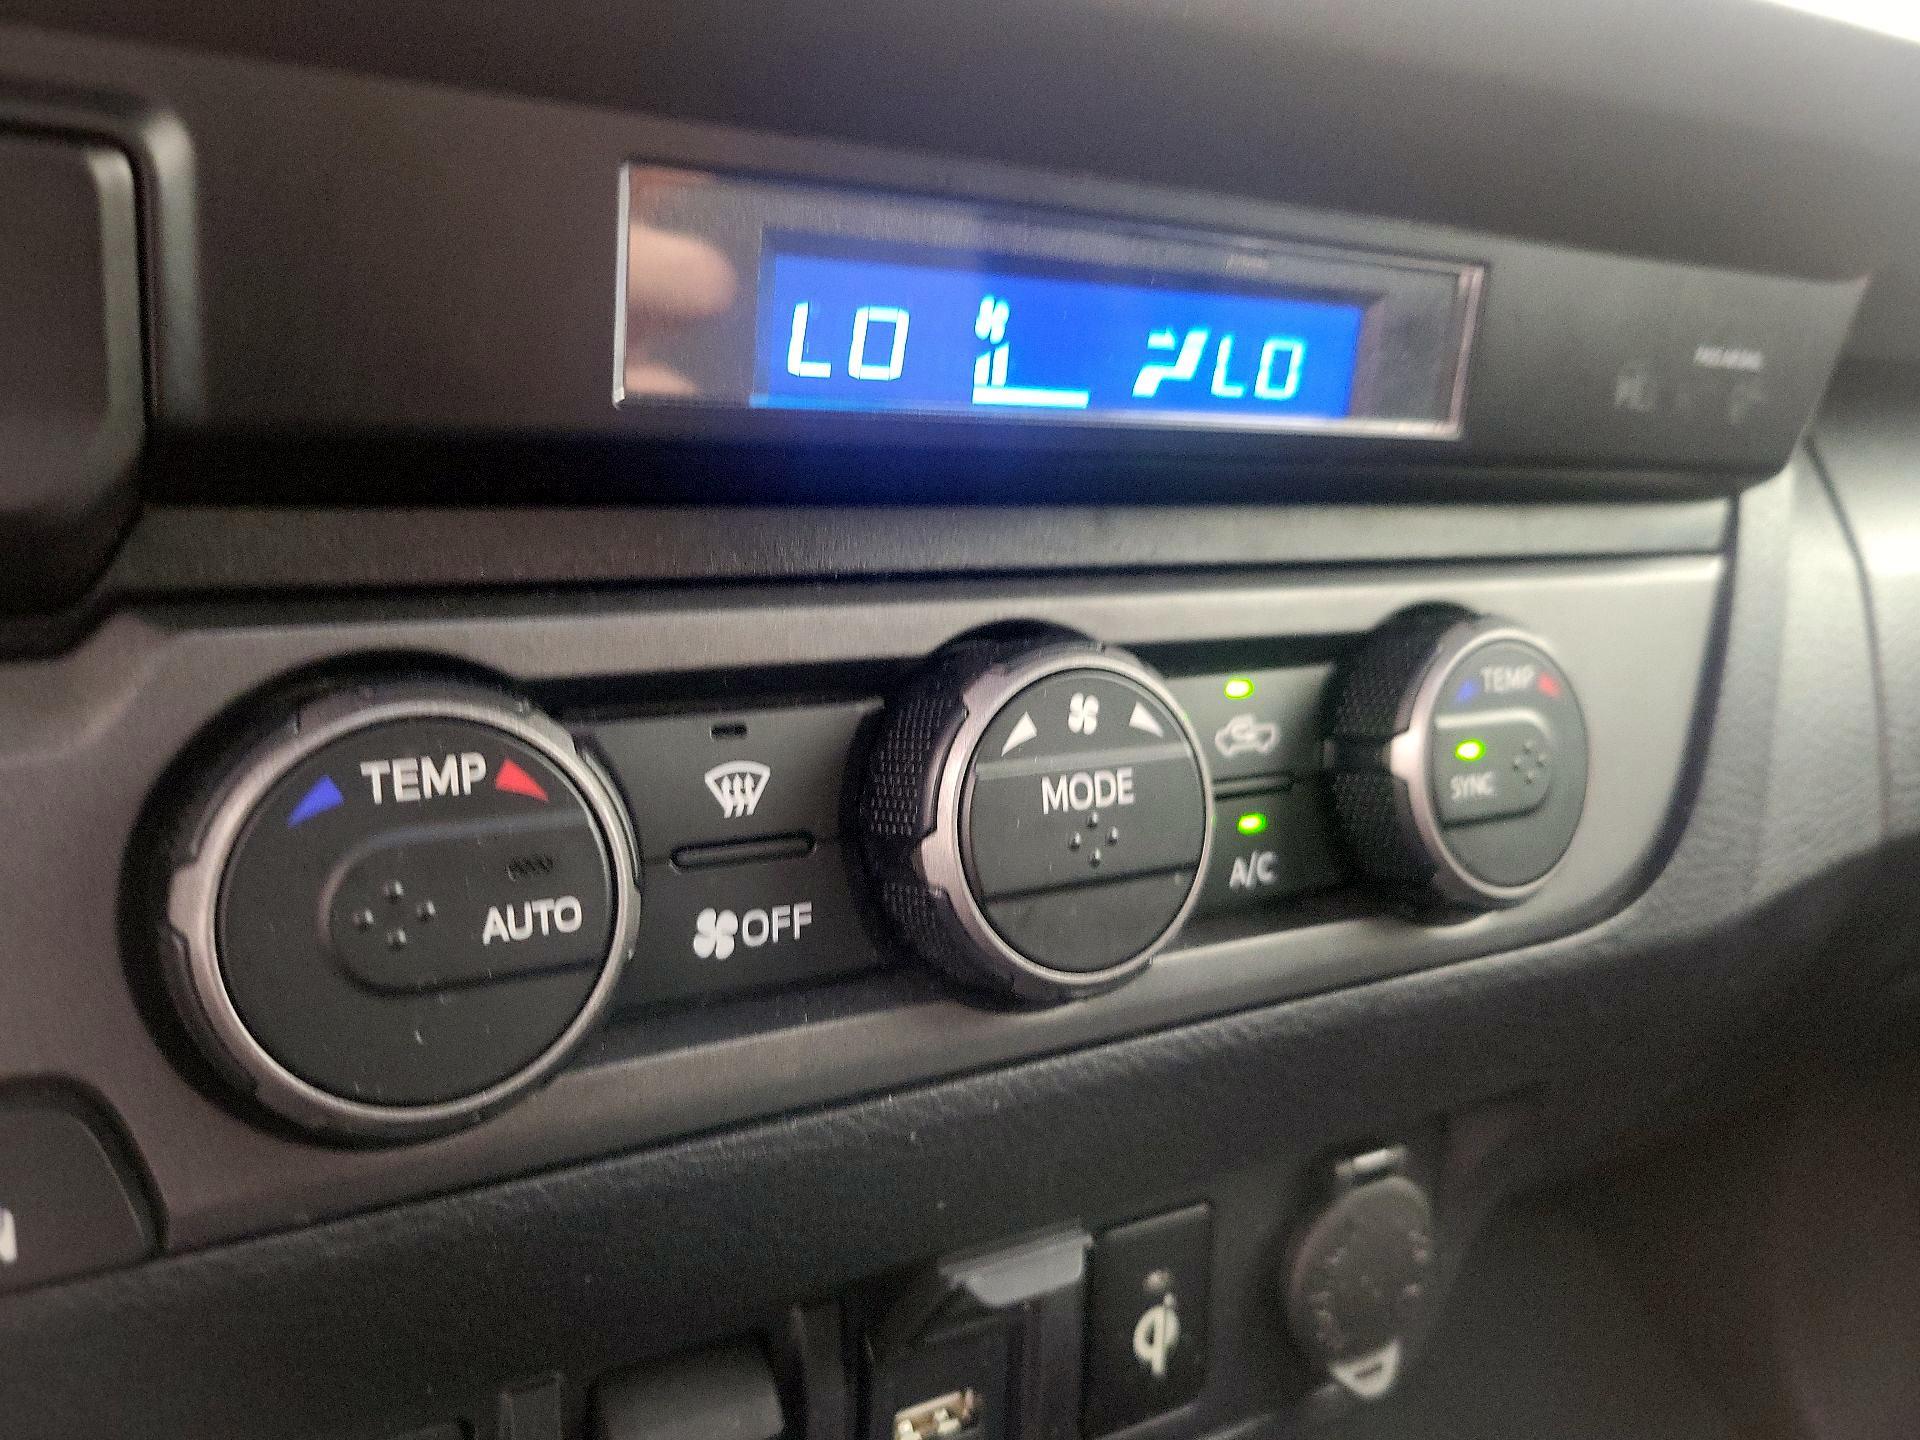 LO LO
TEMP
AUTO
OFF
MODE
A/C
TEMP
SYNC